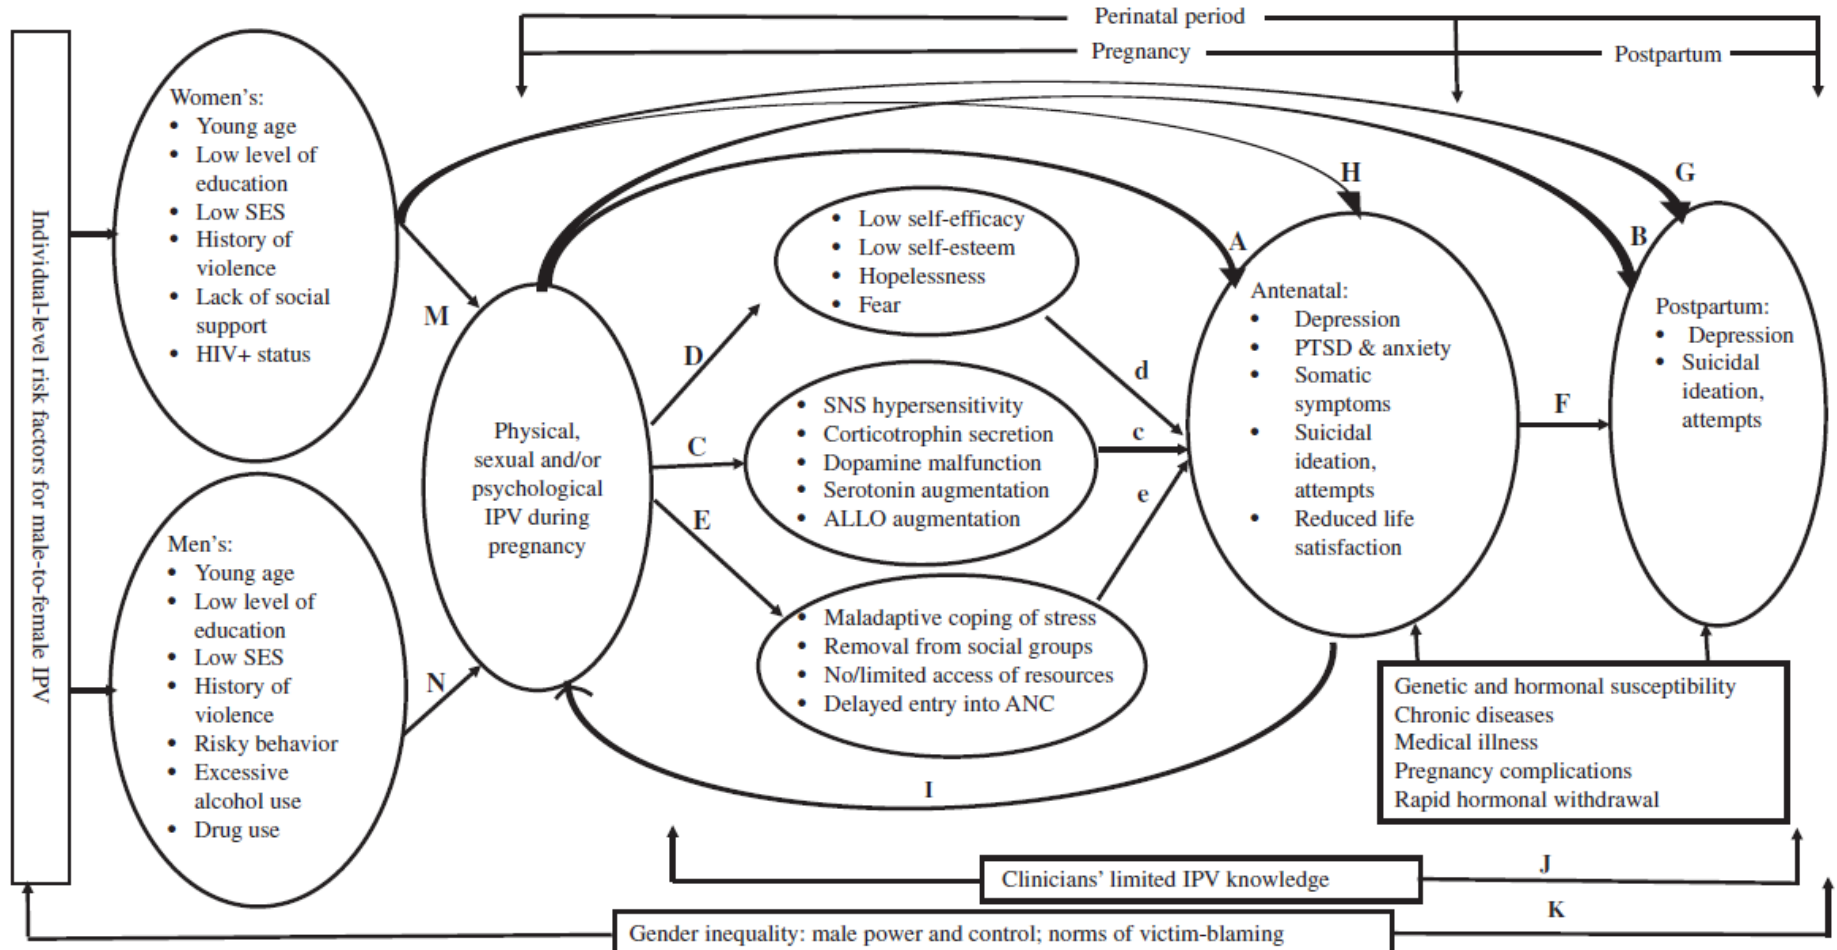 Perinatal period
Pregnancy
Postpartum
Individual-level risk factors for male-to-female IPV
Women's:
• Young age
• Low level of
education
• Low SES
• History of
violence
• Lack of social
support
• HIV+ status
Men's:
• Young age
• Low level of
education
• Low SES
• History of
violence
• Risky behavior
• Excessive
alcohol use
• Drug use
M
N
Physical,
sexual and/or
psychological
IPV during
pregnancy
D
C
E
• Low self-efficacy
• Low self-esteem
• Hopelessness
• Fear
• SNS hypersensitivity
• Corticotrophin secretion
• Dopamine malfunction
• Serotonin augmentation
• ALLO augmentation
• Maladaptive coping of stress
• Removal from social groups
• No/limited access of resources
• Delayed entry into ANC
d
c
e
A
H
B
G
Antenatal:
• Depression
• PTSD & anxiety
• Somatic
symptoms
• Suicidal
ideation,
attempts
• Reduced life
satisfaction
F
Postpartum:
• Depression
• Suicidal
ideation,
attempts
I
Genetic and hormonal susceptibility
Chronic diseases
Medical illness
Pregnancy complications
Rapid hormonal withdrawal
Clinicians' limited IPV knowledge
J
K
Gender inequality: male power and control; norms of victim-blaming